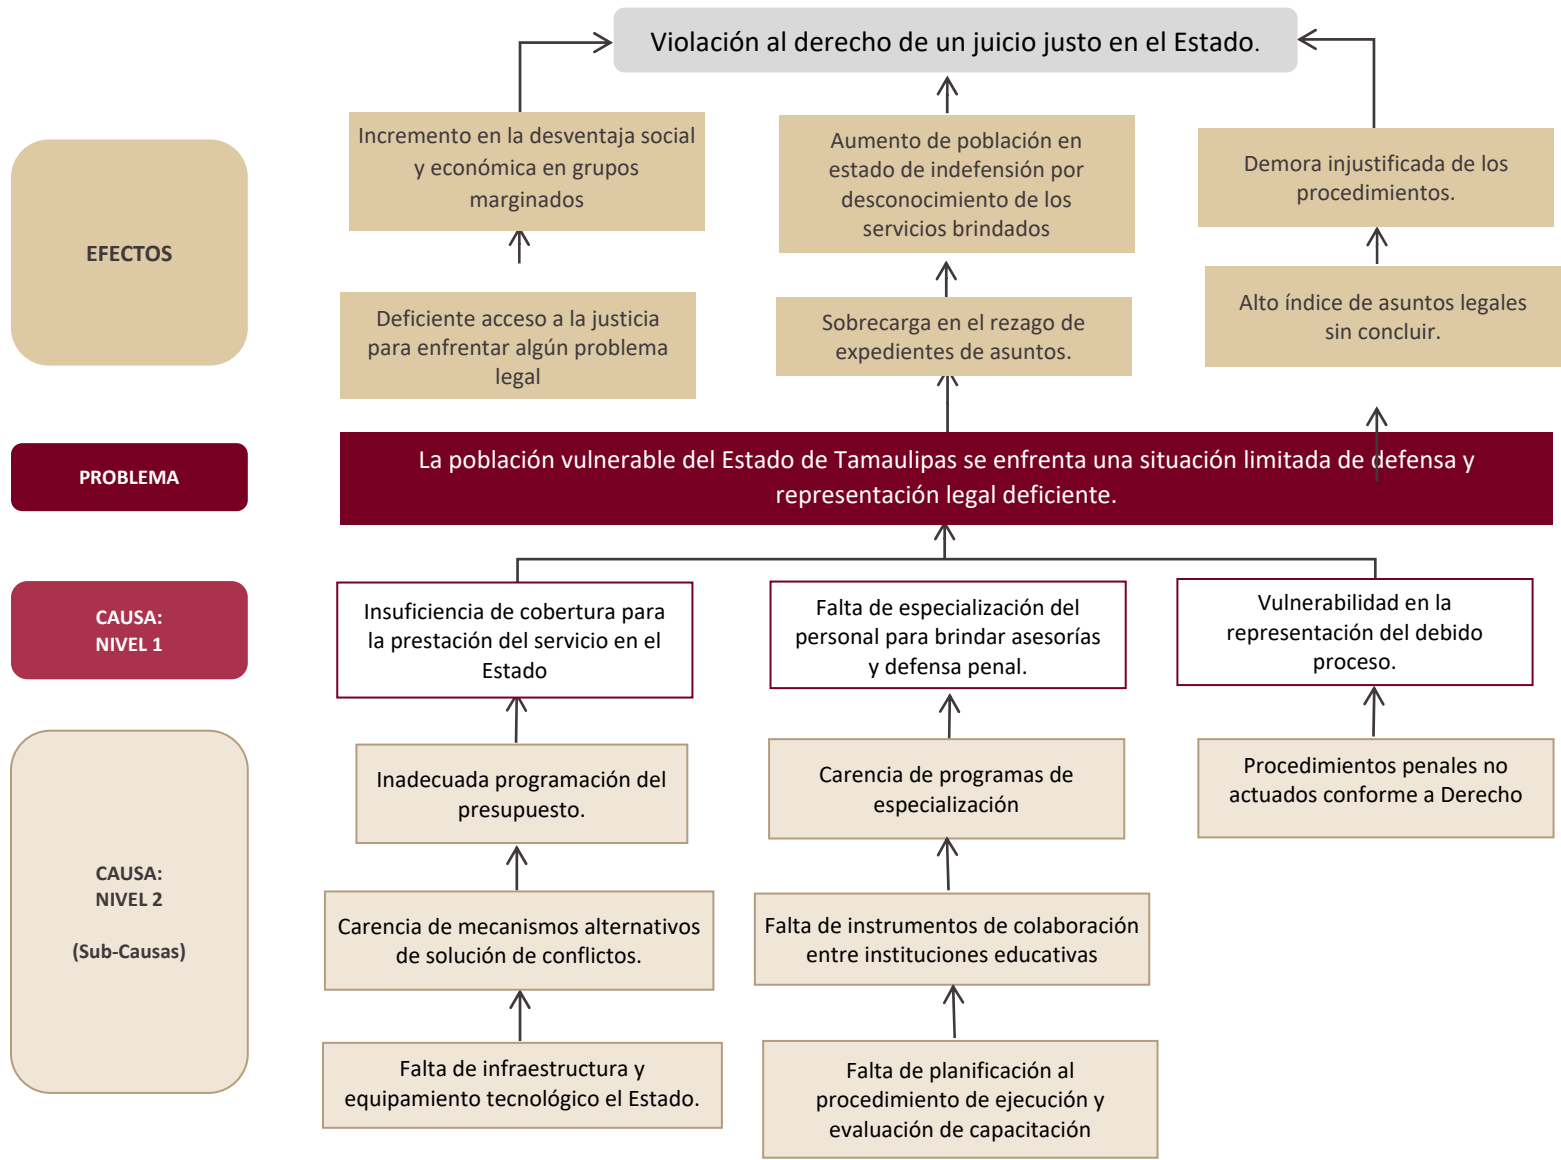 Violación al derecho de un juicio justo en el Estado.
EFECTOS
Incremento en la desventaja social
y económica en grupos
marginados
Aumento de población en
estado de indefensión por
desconocimiento de los
servicios brindados
Demora injustificada de los
procedimientos.
Deficiente acceso a la justicia
para enfrentar algún problema
legal
Sobrecarga en el rezago de
expedientes de asuntos.
Alto índice de asuntos legales
sin concluir.
PROBLEMA
La población vulnerable del Estado de Tamaulipas se enfrenta una situación limitada de defensa y
representación legal deficiente.
CAUSA:
NIVEL 1
Insuficiencia de cobertura para
la prestación del servicio en el
Estado
Falta de especialización del
personal para brindar asesorías
y defensa penal.
Vulnerabilidad en la
representación del debido
proceso.
CAUSA:
NIVEL 2
(Sub-Causas)
Inadecuada programación del
presupuesto.
Carencia de programas de
especialización
Procedimientos penales no
actuados conforme a Derecho
Carencia de mecanismos alternativos
de solución de conflictos.
Falta de instrumentos de colaboración
entre instituciones educativas
Falta de infraestructura y
equipamiento tecnológico el Estado.
Falta de planificación al
procedimiento de ejecución y
evaluación de capacitación